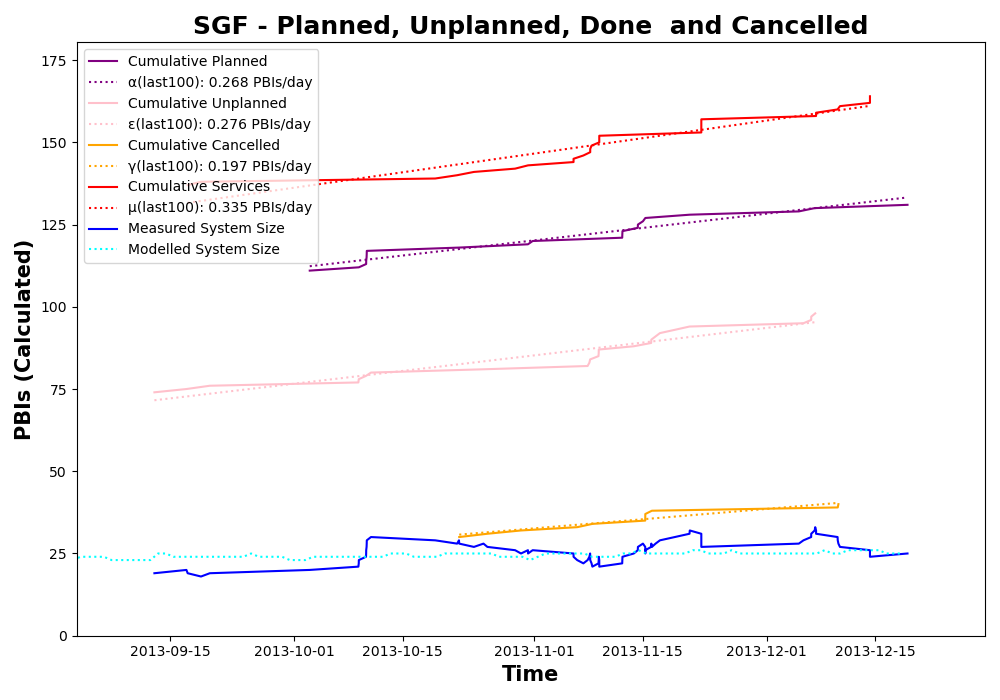 SGF - Planned, Unplanned, Done  and Cancelled
PBIs (Calculated)
175
150
125
100
75
50
25
0
Cumulative Planned
α(last100): 0.268 PBIs/day
Cumulative Unplanned
ε(last100): 0.276 PBIs/day
Cumulative Cancelled
γ(last100): 0.197 PBIs/day
Cumulative Services
μ(last100): 0.335 PBIs/day
Measured System Size
Modelled System Size
2013-09-15 2013-10-01 2013-10-15 2013-11-01 2013-11-15 2013-12-01 2013-12-15
Time